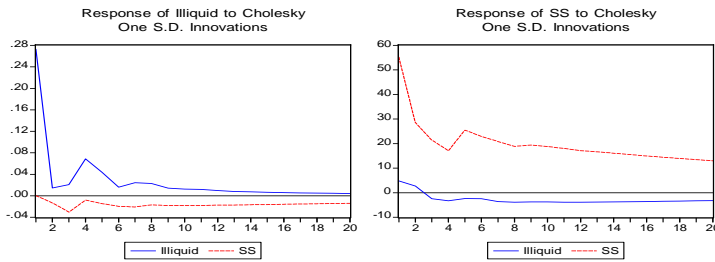 Response of Illiquid to Cholesky
One S.D. Innovations
.28
.24
.20
.16
.12
.08
.04
.00
-.04
2 4 6 8 10 12 14 16 18 20
Illiquid SS
Response of SS to Cholesky
One S.D. Innovations
60
50
40
30
20
10
0
-10
2 4 6 8 10 12 14 16 18 20
Illiquid SS